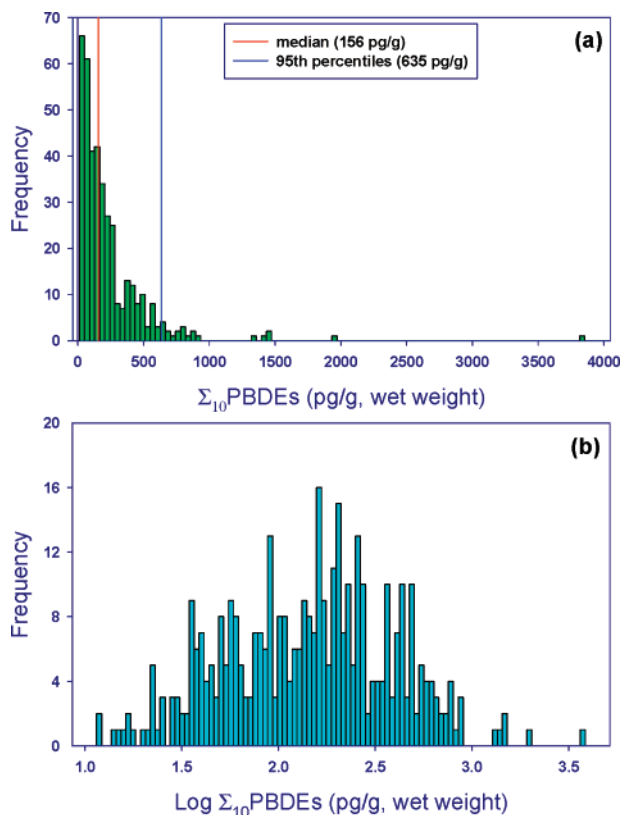 70
60
50
40
30
20
10
0
Frequency
(a)
median (156 pg/g)
95th percentiles (635 pg/g)
0 500 1000 1500 2000 2500 3000 3500 4000
Σ₁₀PBDEs (pg/g, wet weight)
20
16
12
8
4
0
Frequency
(b)
1.0 1.5 2.0 2.5 3.0 3.5
Log Σ₁₀PBDEs (pg/g, wet weight)